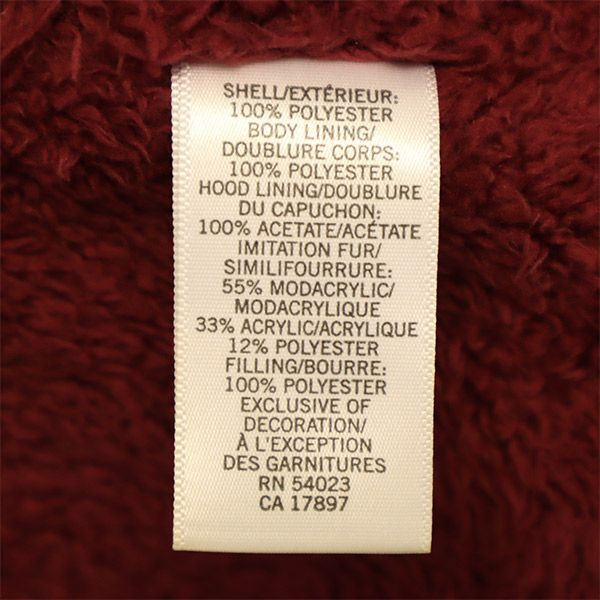 SHELL/EXTÉRIEUR:
100% POLYESTER
BODY LINING/
DOUBLURE CORPS:
100% POLYESTER
HOOD LINING/DOUBLURE
DU CAPUCHON:
100% ACETATE/ACÉTATE
IMITATION FUR/
SIMILIFOURRURE:
55% MODACRYLIC/
MODACRYLIQUE
33% ACRYLIC/ACRYLIQUE
12% POLYESTER
FILLING/BOURRE:
100% POLYESTER
EXCLUSIVE OF
DECORATION/
À L'EXCEPTION
DES GARNITURES
RN 54023
CA 17897